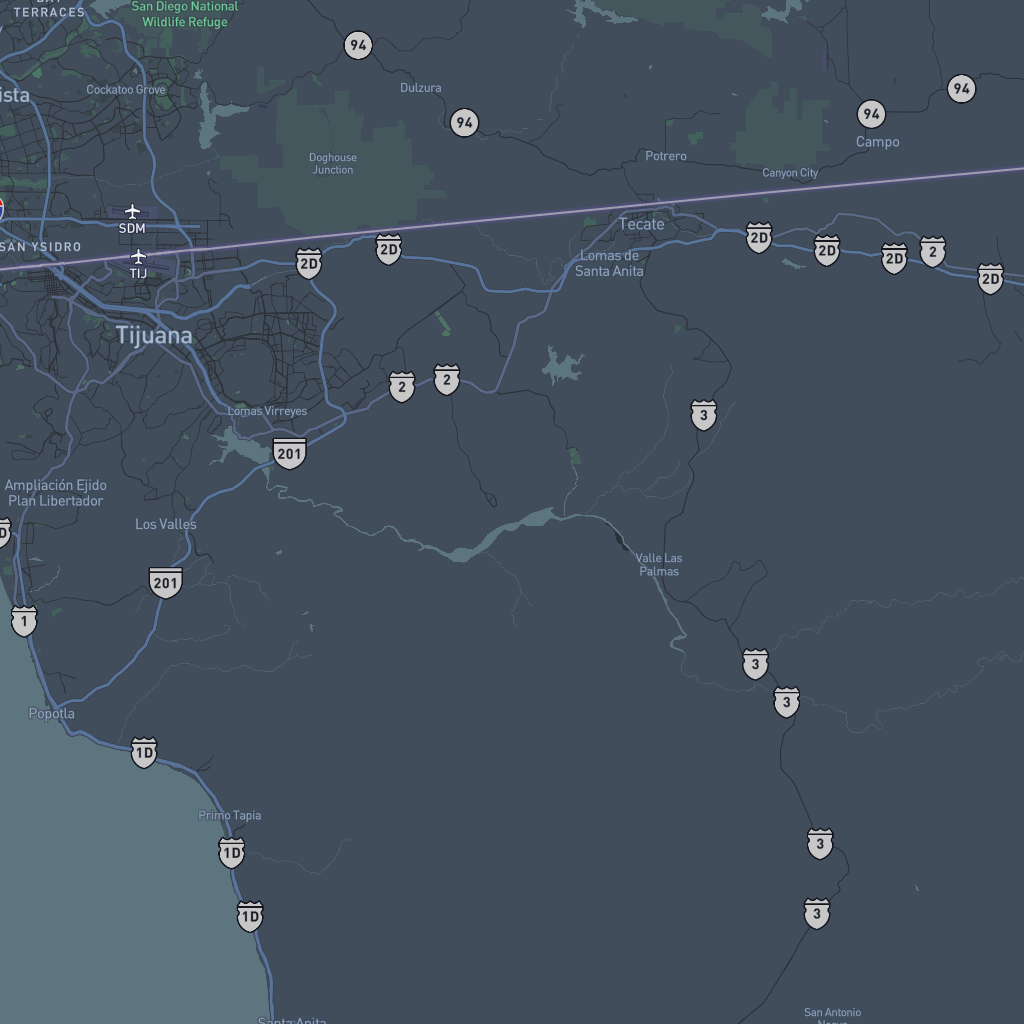 BAY
TERRACES
San Diego National
Wildlife Refuge
94
Dulzura
94
94
94
Cockatoo Grove
ista
Campo
Doghouse
Junction
Potrero
Canyon City
SDM
Tecate
SAN YSIDRO
TIJ
2D
2D
Lomas de
Santa Anita
2D
2D
2D
2
2D
Tijuana
2
2
Lomas Virreyes
3
201
Ampliación Ejido
Plan Libertador
Los Valles
D
Valle Las
Palmas
201
1
3
3
Popotla
1D
Primo Tapia
1D
3
1D
3
Santa Anita
San Antonio